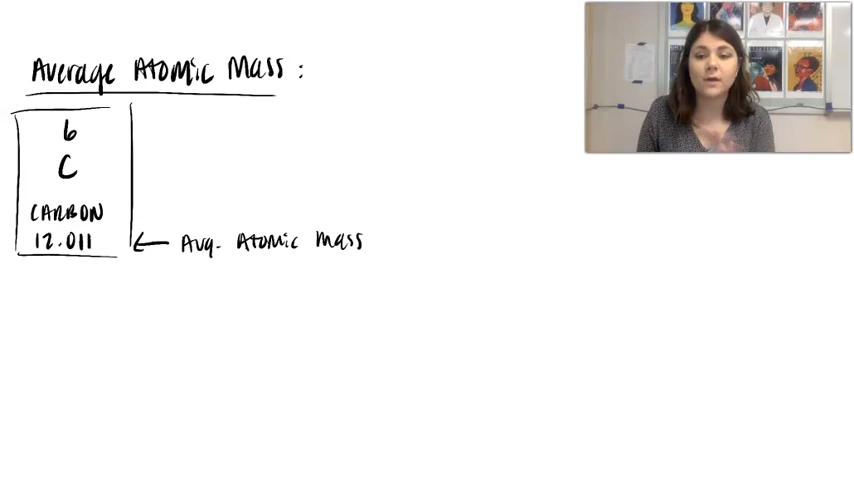 Average Atomic Mass :
6
C
CARBON
12.011 ← Avg. Atomic Mass